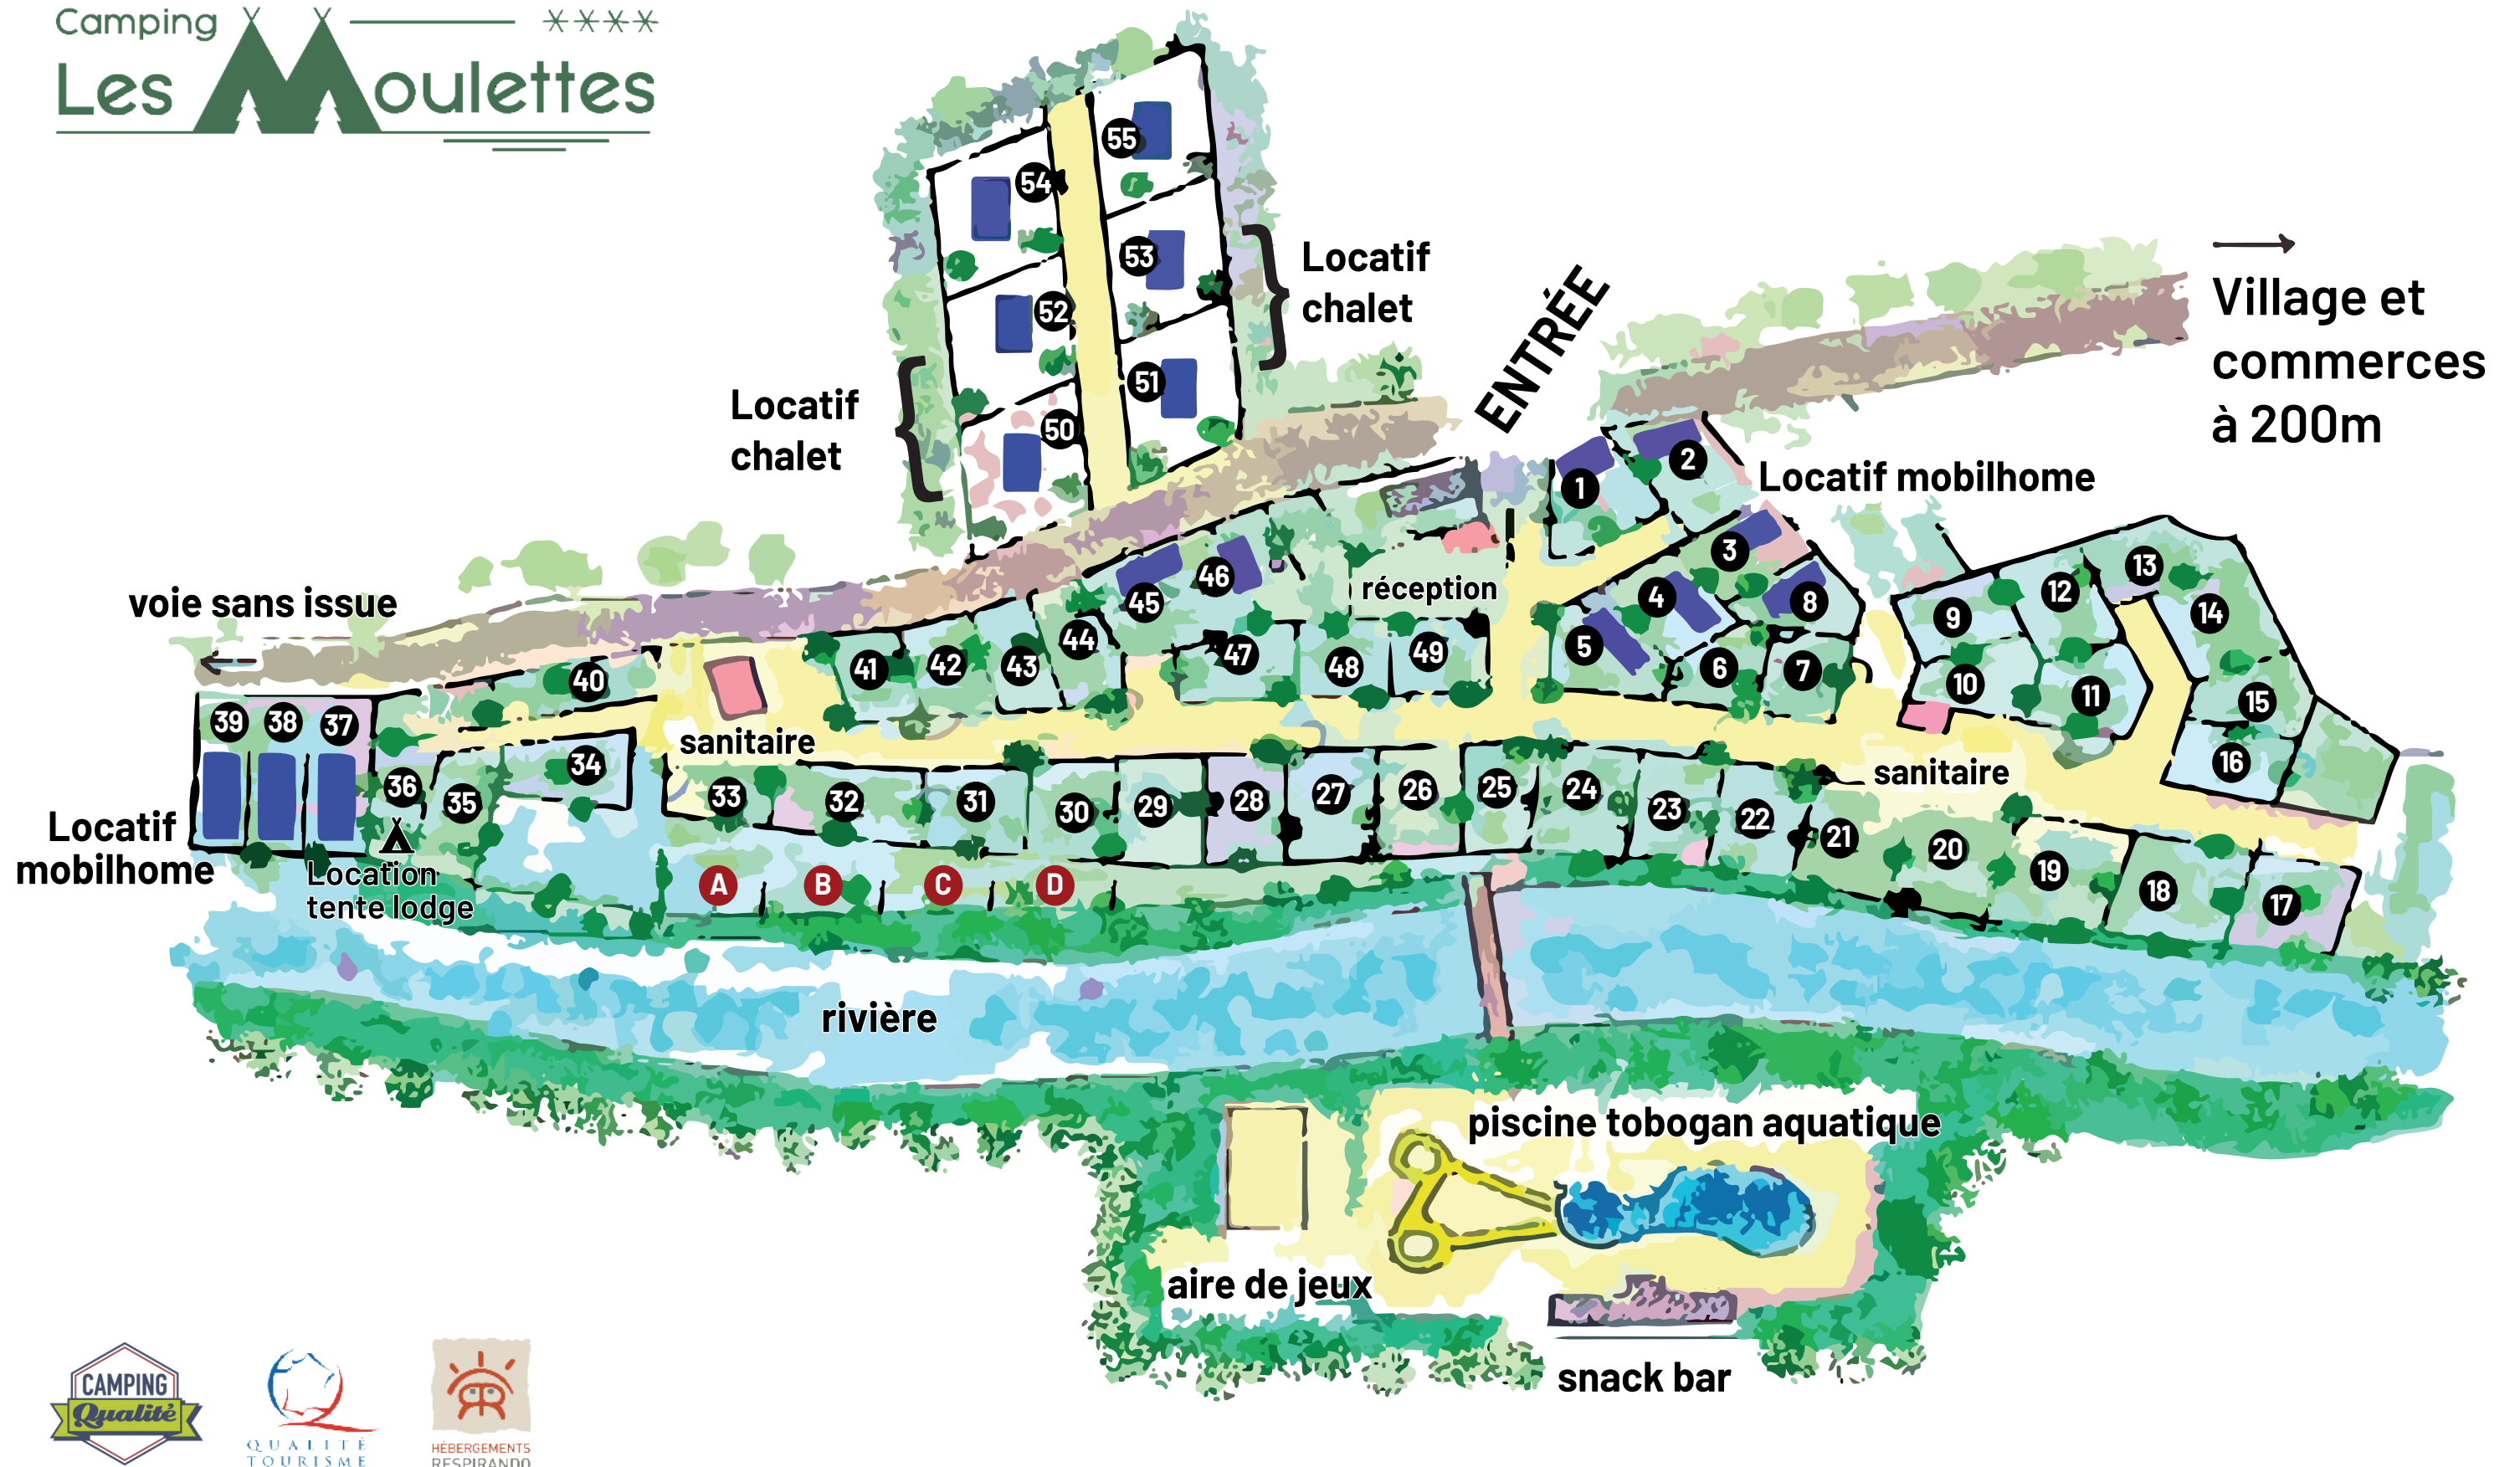 Camping ****
Les Moulettes
55
54
53
52
51
50
Locatif
chalet
Locatif
chalet
ENTRÉE
Village et
commerces
à 200m
Locatif mobilhome
1
2
3
4
5
6
7
8
9
10
11
12
13
14
15
16
voie sans issue
réception
45
46
44
43
42
41
40
47
48
49
39
38
37
36
35
34
sanitaire
sanitaire
33
32
31
30
29
28
27
26
25
24
23
22
21
20
19
18
17
Locatif
mobilhome
Location
tente lodge
A
B
C
D
rivière
piscine tobogan aquatique
aire de jeux
snack bar
CAMPING
Qualité
QUALITÉ
TOURISME
HÉBERGEMENTS
RESPIRANDO